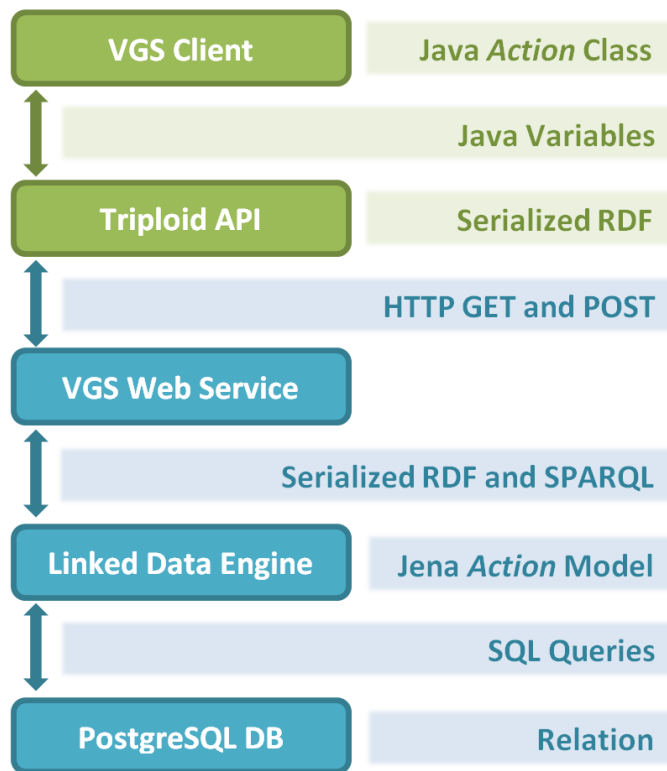 VGS Client
Java Action Class
Java Variables
Triploid API
Serialized RDF
HTTP GET and POST
VGS Web Service
Serialized RDF and SPARQL
Linked Data Engine
Jena Action Model
SQL Queries
PostgreSQL DB
Relation